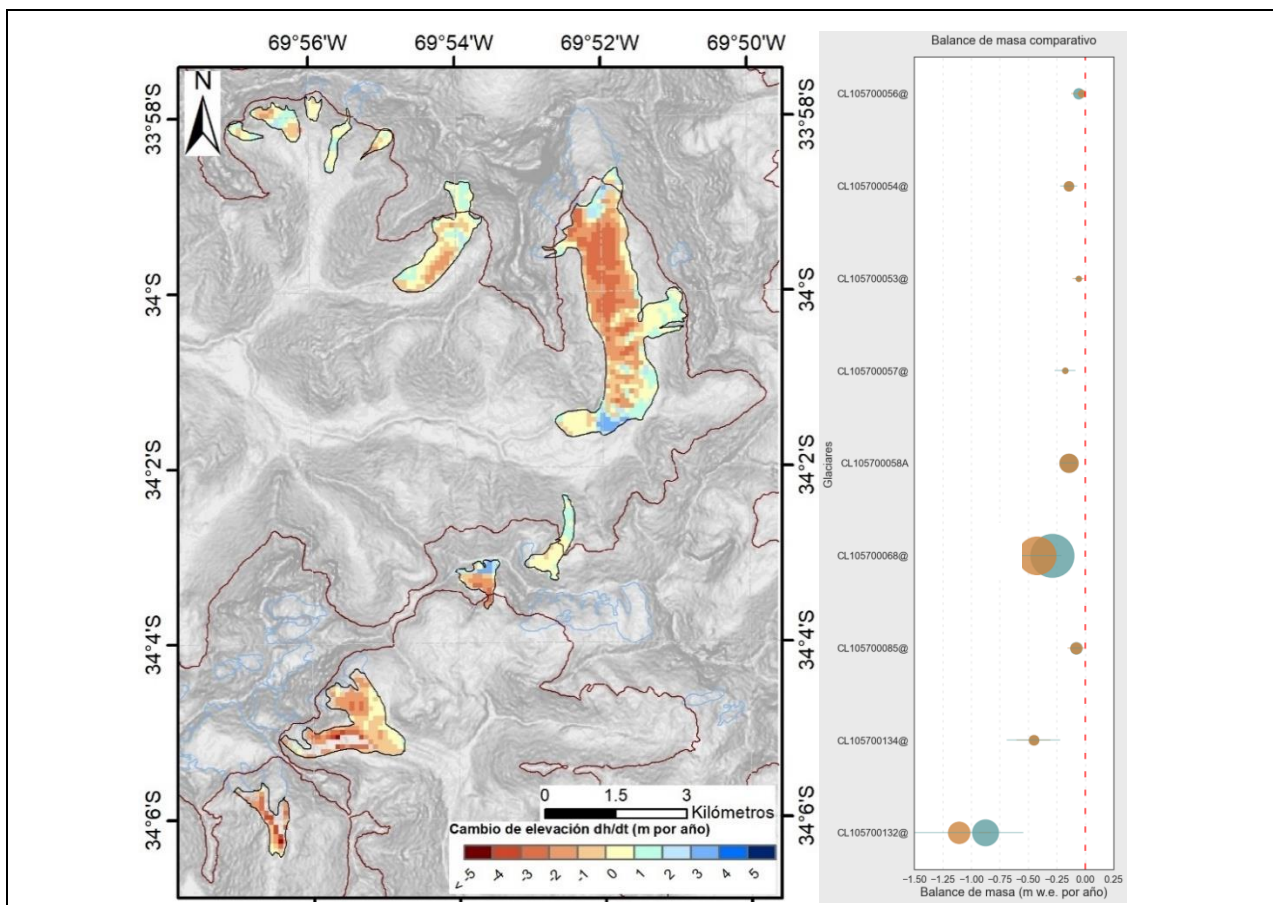 69°56'W 69°54'W 69°52'W 69°50'W
N
33°58'S
34°S
34°2'S
34°4'S
34°6'S
33°58'S
34°S
34°2'S
34°4'S
34°6'S
0 1.5 3
Kilómetros
Cambio de elevación dh/dt (m por año)
< -5 -4 -3 -2 -1 0 1 2 3 4 5
Balance de masa comparativo
Glaciares
CL105700056@
CL105700054@
CL105700053@
CL105700057@
CL105700058A
CL105700068@
CL105700085@
CL105700134@
CL105700132@
−1.50 −1.25 −1.00 −0.75 −0.50 −0.25 0.00 0.25
Balance de masa (m w.e. por año)